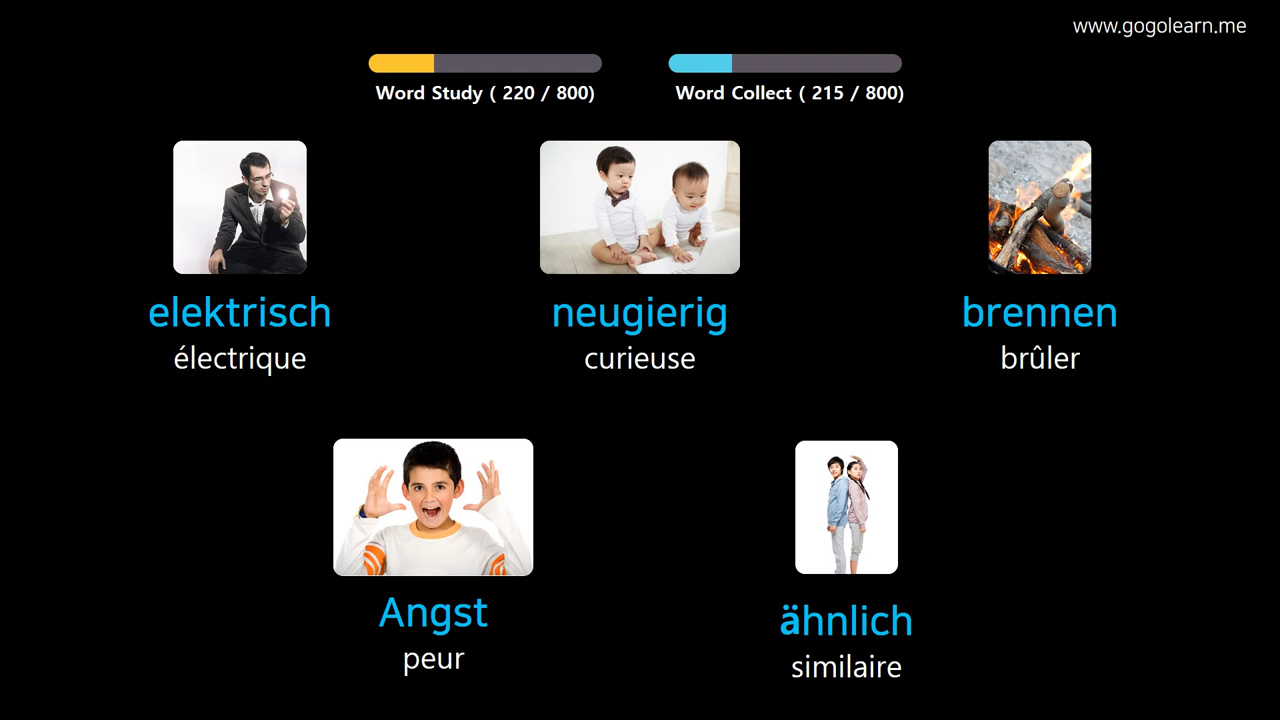 www.gogolearn.me
Word Study ( 220 / 800)
Word Collect ( 215 / 800)
elektrisch
électrique
neugierig
curieuse
brennen
brûler
Angst
peur
ähnlich
similaire